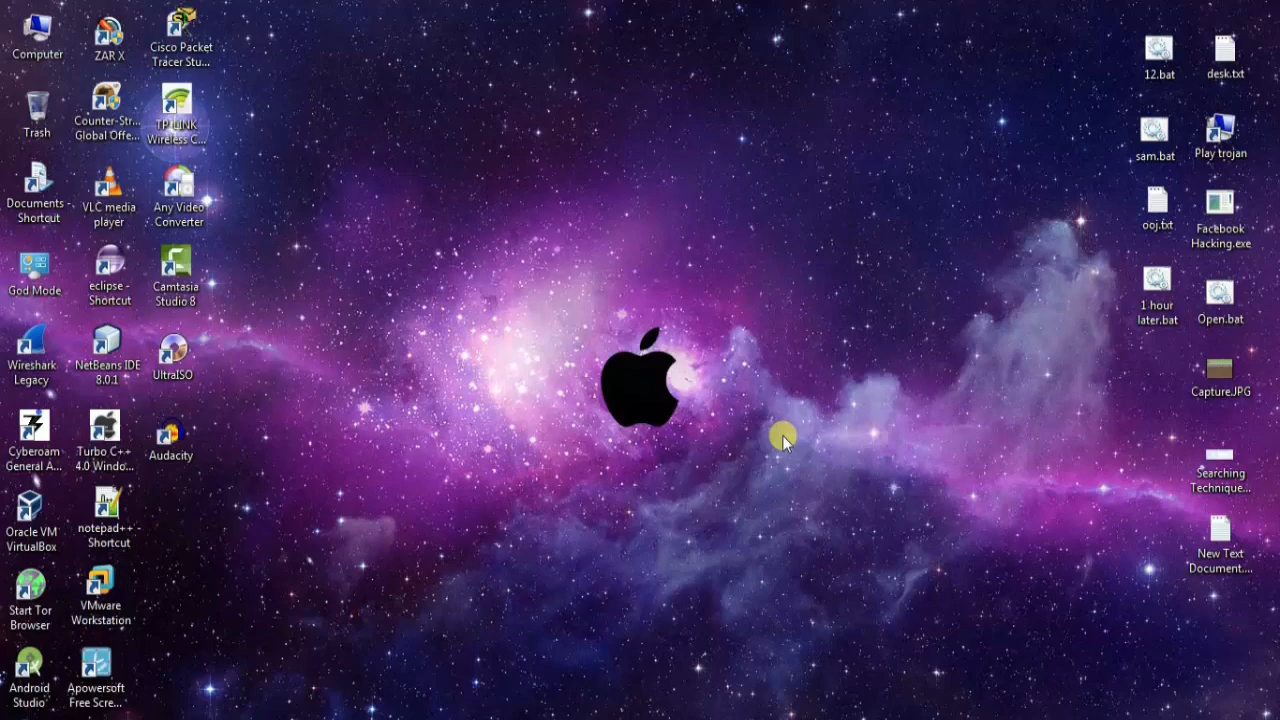 Computer
ZAR X
Cisco Packet
Tracer Stu...
Trash
Counter-Str...
Global Offe...
TP-LINK
Wireless C...
Documents -
Shortcut
VLC media
player
Any Video
Converter
God Mode
eclipse -
Shortcut
Camtasia
Studio 8
Wireshark
Legacy
NetBeans IDE
8.0.1
UltraISO
Cyberoam
General A...
Turbo C++
4.0 Windo...
Audacity
Oracle VM
VirtualBox
notepad++ -
Shortcut
Start Tor
Browser
VMware
Workstation
Android
Studio
Apowersoft
Free Scre...
12.bat
desk.txt
sam.bat
Play trojan
ooj.txt
Facebook
Hacking.exe
1 hour
later.bat
Open.bat
Capture.JPG
Searching
Technique...
New Text
Document....